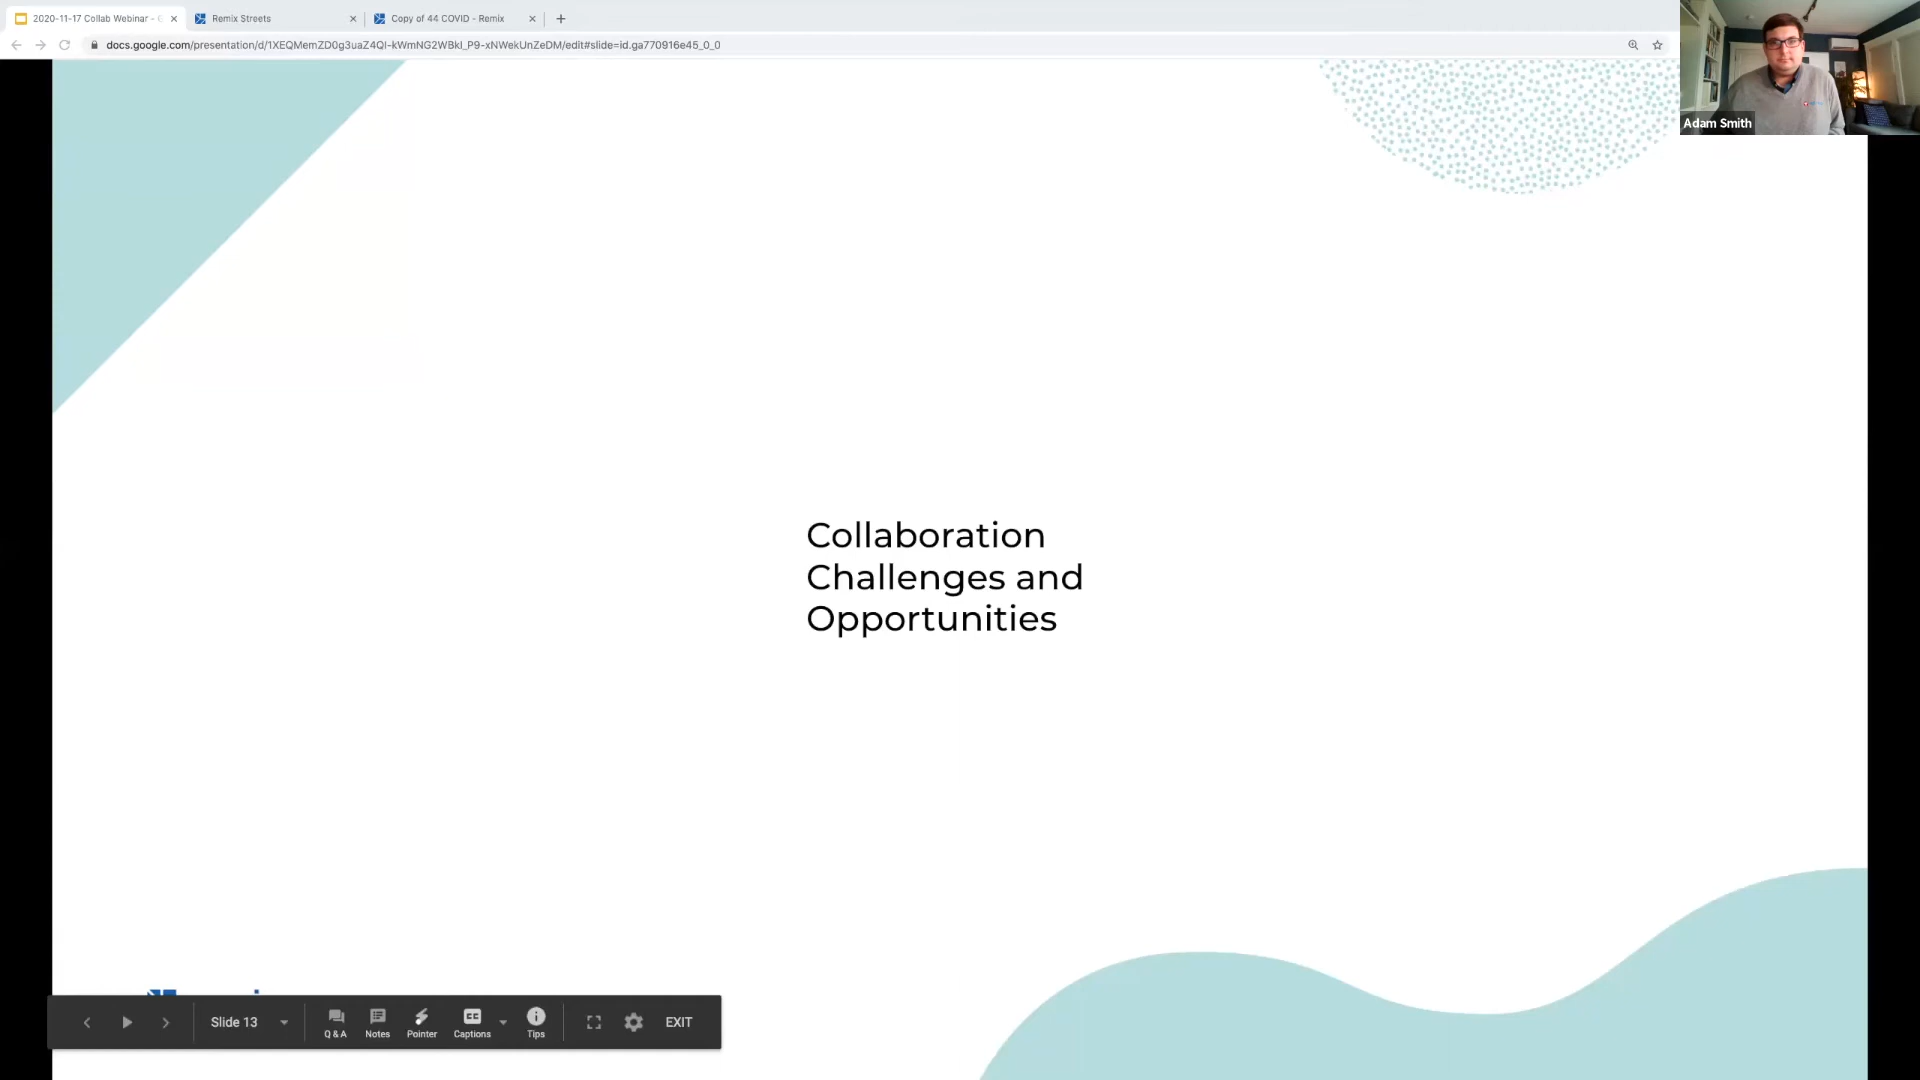 2020-11-17 Collab Webinar -
Remix Streets
Copy of 44 COVID - Remix
docs.google.com/presentation/d/1XEQMemZD0g3uaZ4QI-kWmNG2WBkI_P9-xNWekUnZeDM/edit#slide=id.ga770916e45_0_0
Adam Smith
Collaboration
Challenges and
Opportunities
Slide 13
Q & A
Notes
Pointer
Captions
Tips
EXIT